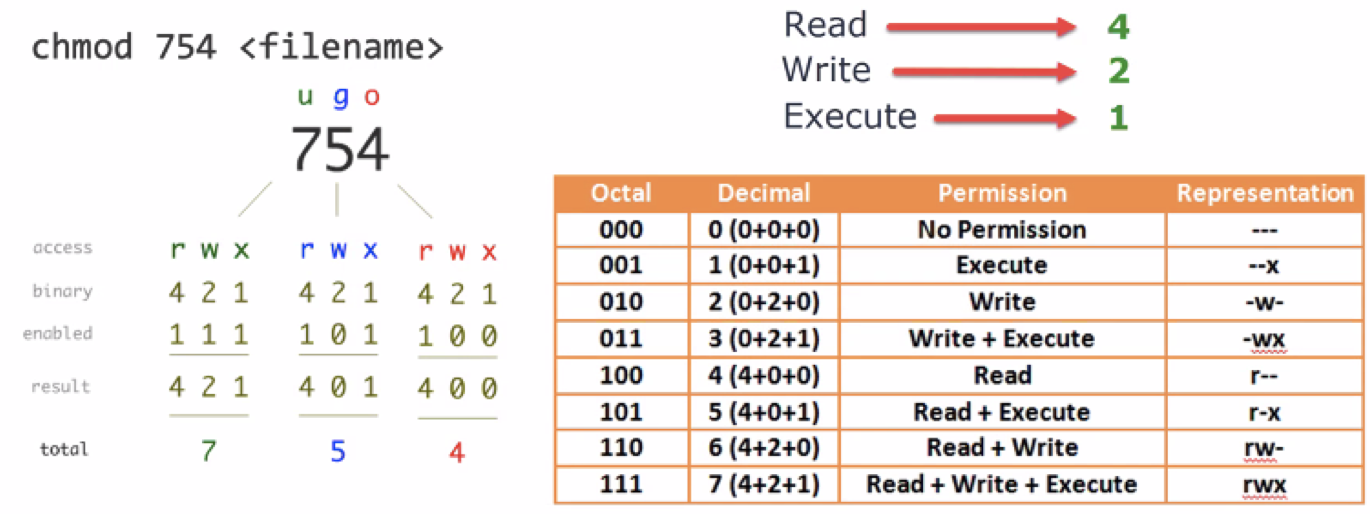 chmod 754 <filename>
u g o
754
access r w x r w x r w x
binary 4 2 1 4 2 1 4 2 1
enabled 1 1 1 1 0 1 1 0 0
result 4 2 1 4 0 1 4 0 0
total 7 5 4
Read 4
Write 2
Execute 1
Octal Decimal Permission Representation
000 0 (0+0+0) No Permission ---
001 1 (0+0+1) Execute --x
010 2 (0+2+0) Write -w-
011 3 (0+2+1) Write + Execute -wx
100 4 (4+0+0) Read r--
101 5 (4+0+1) Read + Execute r-x
110 6 (4+2+0) Read + Write rw-
111 7 (4+2+1) Read + Write + Execute rwx